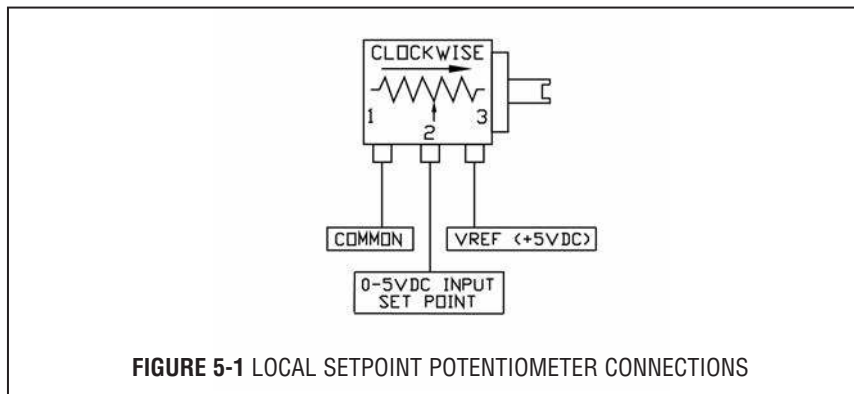 CLOCKWISE
1
2
3
COMMON
VREF (+5VDC)
0-5VDC INPUT
SET POINT
FIGURE 5-1 LOCAL SETPOINT POTENTIOMETER CONNECTIONS